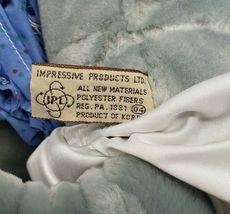 IMPRESSIVE PRODUCTS LTD.
IPL
ALL NEW MATERIALS
POLYESTER FIBERS
REG. PA. 1881 04
PRODUCT OF KOREA